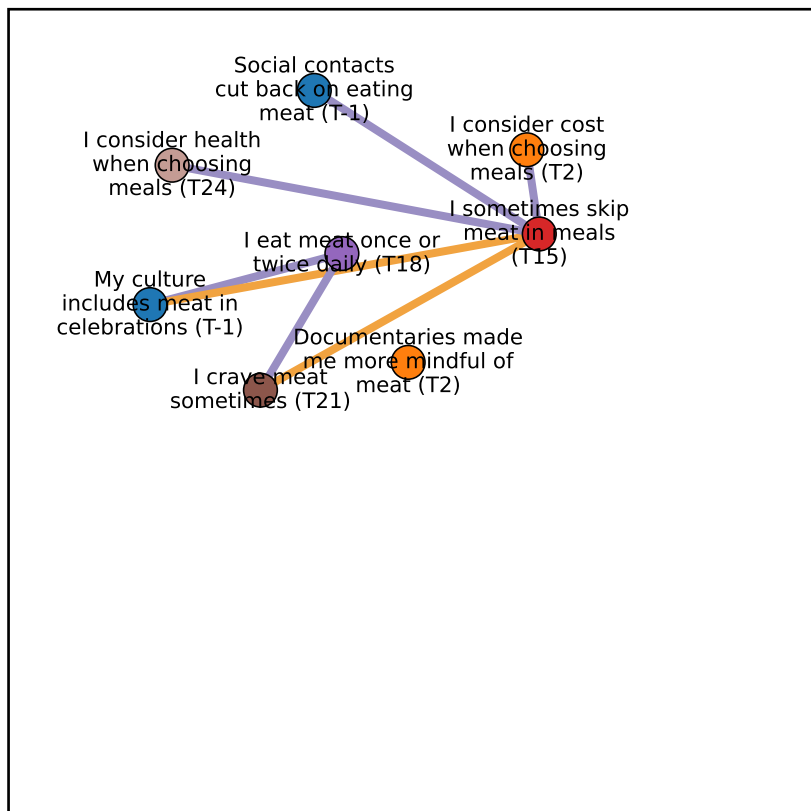 Social contacts
cut back on eating
meat (T-1)
I consider cost
when choosing
meals (T2)
I consider health
when choosing
meals (T24)
I sometimes skip
meat in meals
(T15)
I eat meat once or
twice daily (T18)
My culture
includes meat in
celebrations (T-1)
Documentaries made
me more mindful of
meat (T2)
I crave meat
sometimes (T21)